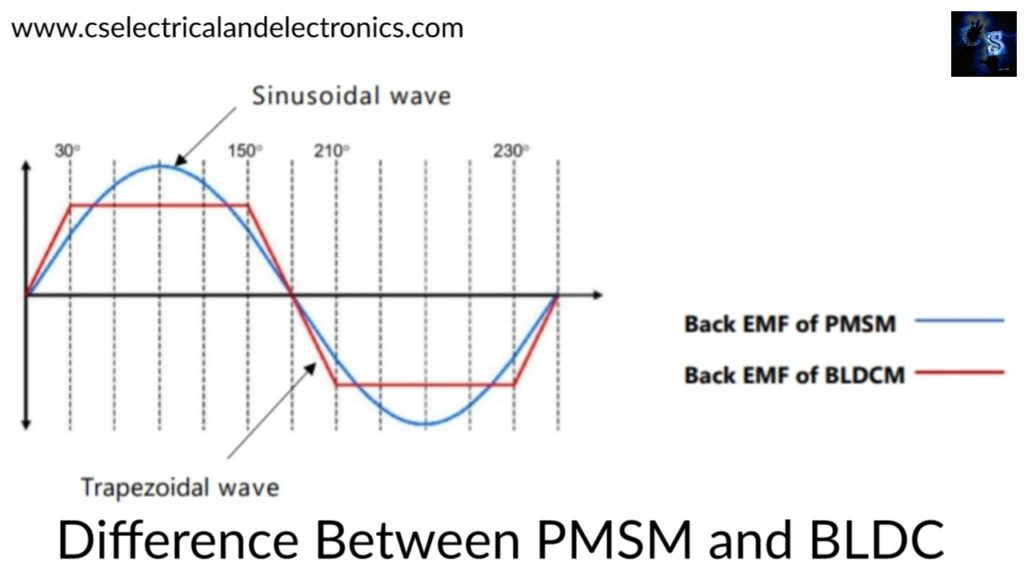 www.cselectricalandelectronics.com
Sinusoidal wave
30°
150°
210°
230°
Back EMF of PMSM
Back EMF of BLDCM
Trapezoidal wave
Difference Between PMSM and BLDC